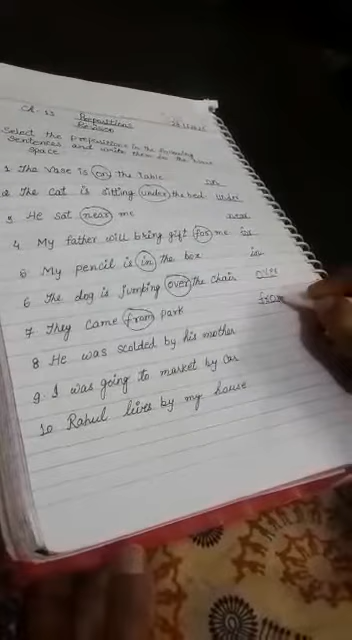 Ch - 13 Prepositions
Revision
Select the prepositions in the following
sentences and write them in the blank
space
1 The vase is on the table on
2 The cat is sitting under the bed under
3 He sat near me near
4 My father will bring gift for me for
5 My pencil is in the box in
6 The dog is jumping over the chair over
7 They came from park from
8 He was scolded by his mother
9. I was going to market by car
10 Rahul lives by my house